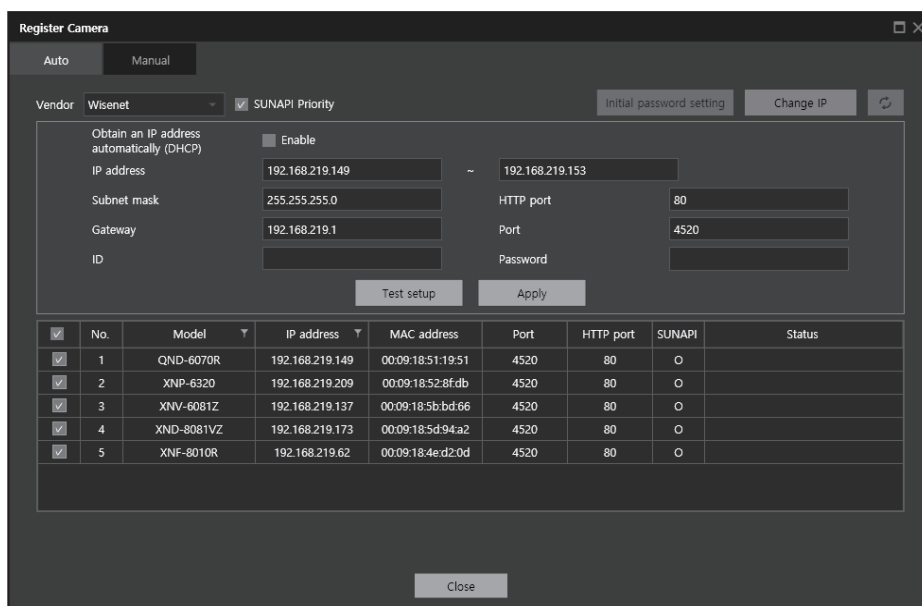 Register Camera
Auto Manual
Vendor Wisenet SUNAPI Priority Initial password setting Change IP
Obtain an IP address
automatically (DHCP) Enable
IP address 192.168.219.149 ~ 192.168.219.153
Subnet mask 255.255.255.0 HTTP port 80
Gateway 192.168.219.1 Port 4520
ID Password
Test setup Apply
No. Model IP address MAC address Port HTTP port SUNAPI Status
1 QND-6070R 192.168.219.149 00:09:18:51:19:51 4520 80 O
2 XNP-6320 192.168.219.209 00:09:18:52:8f:db 4520 80 O
3 XNV-6081Z 192.168.219.137 00:09:18:5b:bd:66 4520 80 O
4 XND-8081VZ 192.168.219.173 00:09:18:5d:94:a2 4520 80 O
5 XNF-8010R 192.168.219.62 00:09:18:4e:d2:0d 4520 80 O
Close